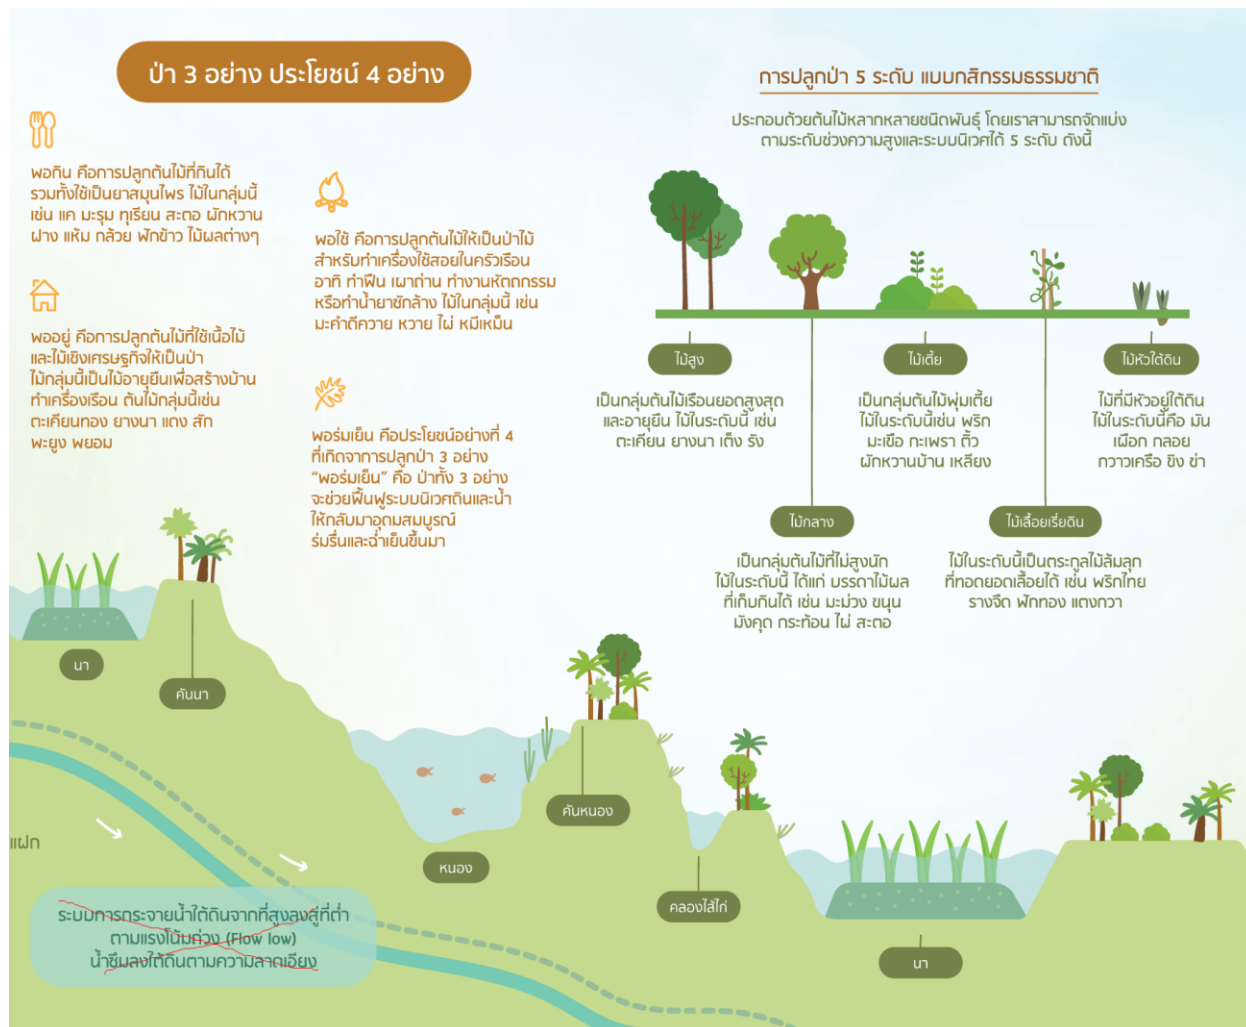 ป่า 3 อย่าง ประโยชน์ 4 อย่าง
พอกิน คือการปลูกต้นไม้ที่กินได้
รวมทั้งใช้เป็นยาสมุนไพร ไม้ในกลุ่มนี้
เช่น แค มะรุม ทุเรียน สะตอ ผักหวาน
ฝาง แห้ม กล้วย ฟักข้าว ไม้ผลต่างๆ
พออยู่ คือการปลูกต้นไม้ที่ใช้เนื้อไม้
และไม้เชิงเศรษฐกิจให้เป็นป่า
ไม้กลุ่มนี้เป็นไม้อายุยืนเพื่อสร้างบ้าน
ทำเครื่องเรือน ต้นไม้กลุ่มนี้เช่น
ตะเคียนทอง ยางนา แดง สัก
พะยูง พยอม
พอใช้ คือการปลูกต้นไม้ให้เป็นป่าไม้
สำหรับทำเครื่องใช้สอยในครัวเรือน
อาทิ ทำฟืน เผาถ่าน ทำงานหัตถกรรม
หรือทำน้ำยาซักล้าง ไม้ในกลุ่มนี้ เช่น
มะคำดีควาย หวาย ไผ่ หมีเหม็น
พอร่มเย็น คือประโยชน์อย่างที่ 4
ที่เกิดจาการปลูกป่า 3 อย่าง
“พอร่มเย็น” คือ ป่าทั้ง 3 อย่าง
จะช่วยฟื้นฟูระบบนิเวศดินและน้ำ
ให้กลับมาอุดมสมบูรณ์
ร่มรื่นและฉ่ำเย็นขึ้นมา
การปลูกป่า 5 ระดับ แบบกสิกรรมธรรมชาติ
ประกอบด้วยต้นไม้หลากหลายชนิดพันธุ์ โดยเราสามารถจัดแบ่ง
ตามระดับช่วงความสูงและระบบนิเวศได้ 5 ระดับ ดังนี้
ไม้สูง
เป็นกลุ่มต้นไม้เรือนยอดสูงสุด
และอายุยืน ไม้ในระดับนี้ เช่น
ตะเคียน ยางนา เต็ง รัง
ไม้เตี้ย
เป็นกลุ่มต้นไม้พุ่มเตี้ย
ไม้ในระดับนี้เช่น พริก
มะเขือ กะเพรา ติ้ว
ผักหวานบ้าน เหลียง
ไม้หัวใต้ดิน
ไม้ที่มีหัวอยู่ใต้ดิน
ไม้ในระดับนี้คือ มัน
เผือก กลอย
กวาวเครือ ขิง ข่า
ไม้กลาง
เป็นกลุ่มต้นไม้ที่ไม่สูงนัก
ไม้ในระดับนี้ ได้แก่ บรรดาไม้ผล
ที่เก็บกินได้ เช่น มะม่วง ขนุน
มังคุด กระท้อน ไผ่ สะตอ
ไม้เลื้อยเรี่ยดิน
ไม้ในระดับนี้เป็นตระกูลไม้ล้มลุก
ที่ทอดยอดเลื้อยได้ เช่น พริกไทย
รางจืด ฟักทอง แตงกวา
นา
คันนา
คันหนอง
หนอง
แฝก
คลองไส้ไก่
นา
ระบบการกระจายน้ำใต้ดินจากที่สูงลงสู่ที่ต่ำ
ตามแรงโน้มถ่วง (Flow low)
น้ำซึมลงใต้ดินตามความลาดเอียง